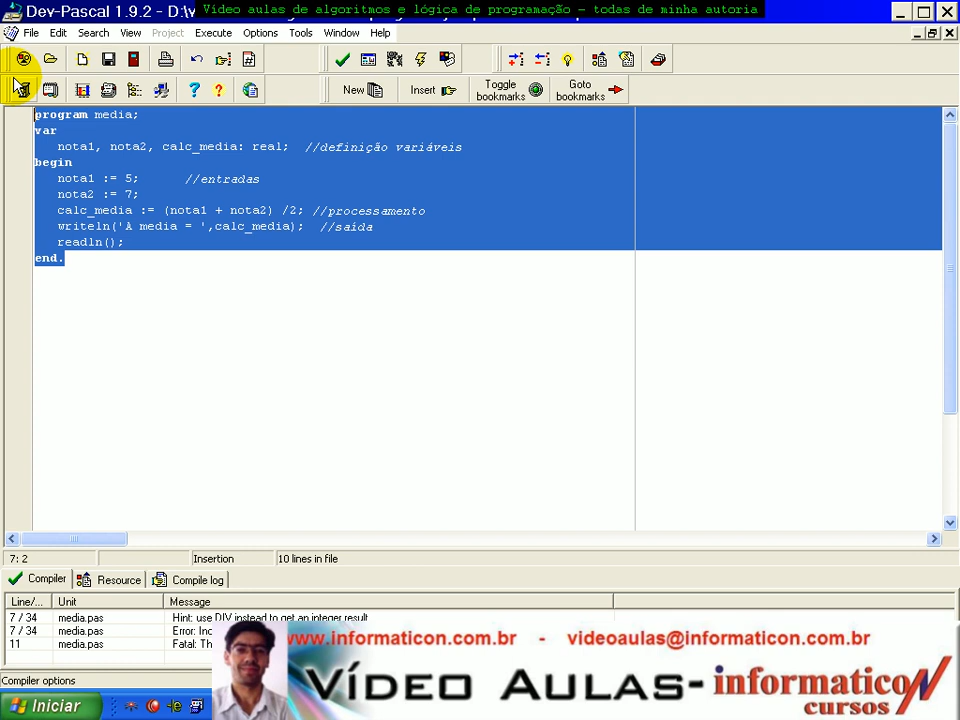 Dev-Pascal 1.9.2 - D:\v
Vídeo aulas de algoritmos e lógica de programação - todas de minha autoria
File Edit Search View Project Execute Options Tools Window Help
New Insert Toggle bookmarks Goto bookmarks
program media;
var
nota1, nota2, calc_media: real; //definição variáveis
begin
nota1 := 5; //entradas
nota2 := 7;
calc_media := (nota1 + nota2) /2; //processamento
writeln('A media = ',calc_media); //saída
readln();
end.
7: 2 Insertion 10 lines in file
Compiler Resource Compile log
Line/... Unit Message
7 / 34 media.pas Hint: use DIV instead to get an integer result
7 / 34 media.pas Error:
11 media.pas Fatal:
www.informaticon.com.br - videoaulas@informaticon.com.br
Compiler options
Vídeo Aulas- informaticon
cursos
Iniciar